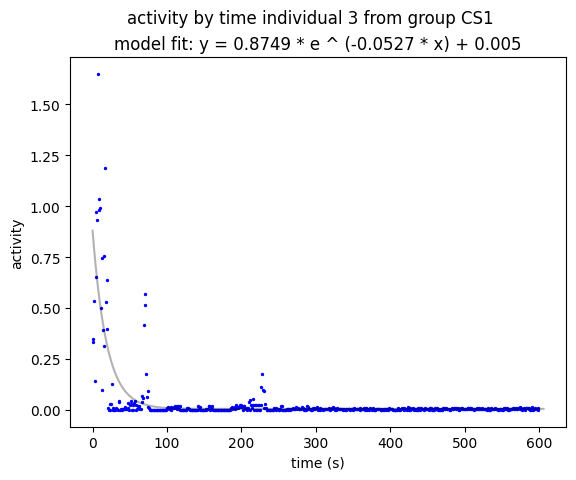 activity by time individual 3 from group CS1
model fit: y = 0.8749 * e ^ (-0.0527 * x) + 0.005
1.50
1.25
1.00
0.75
0.50
0.25
0.00
activity
0 100 200 300 400 500 600
time (s)